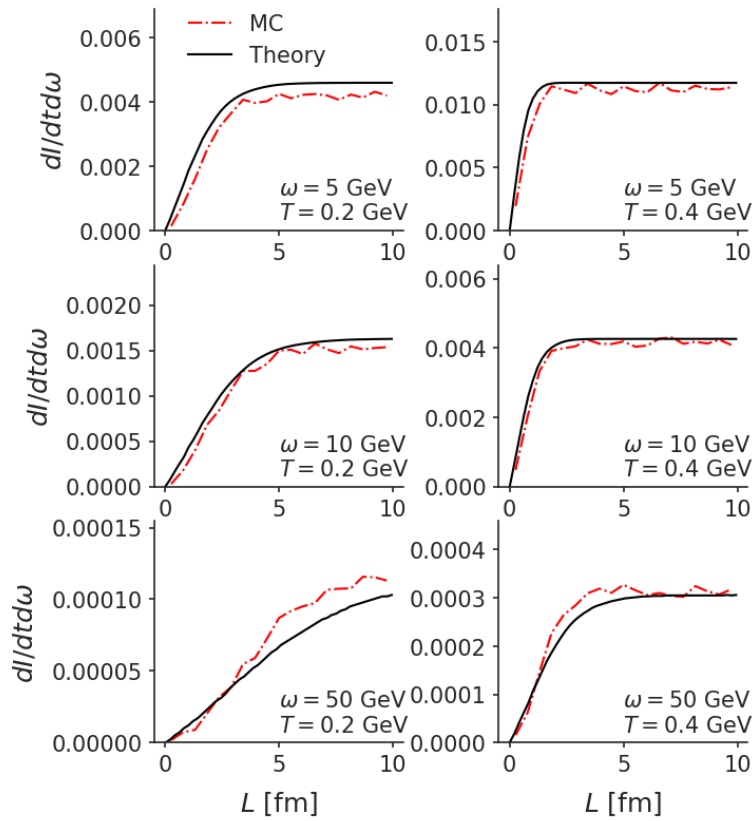 MC
Theory
0.006
0.004
0.002
0.000
dI/dtdω
ω = 5 GeV
T = 0.2 GeV
0
5
10
0.015
0.010
0.005
0.000
ω = 5 GeV
T = 0.4 GeV
0
5
10
0.0020
0.0015
0.0010
0.0005
0.0000
dI/dtdω
ω = 10 GeV
T = 0.2 GeV
0
5
10
0.006
0.004
0.002
0.000
ω = 10 GeV
T = 0.4 GeV
0
5
10
0.00015
0.00010
0.00005
0.00000
dI/dtdω
ω = 50 GeV
T = 0.2 GeV
0
5
10
L [fm]
0.0004
0.0003
0.0002
0.0001
0.0000
ω = 50 GeV
T = 0.4 GeV
0
5
10
L [fm]